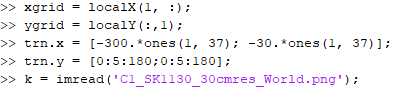 >> xgrid = localX(1, :);
>> ygrid = localY(:,1);
>> trn.x = [-300.*ones(1, 37); -30.*ones(1, 37)];
>> trn.y = [0:5:180;0:5:180];
>> k = imread('C1_SK1130_30cmres_World.png');